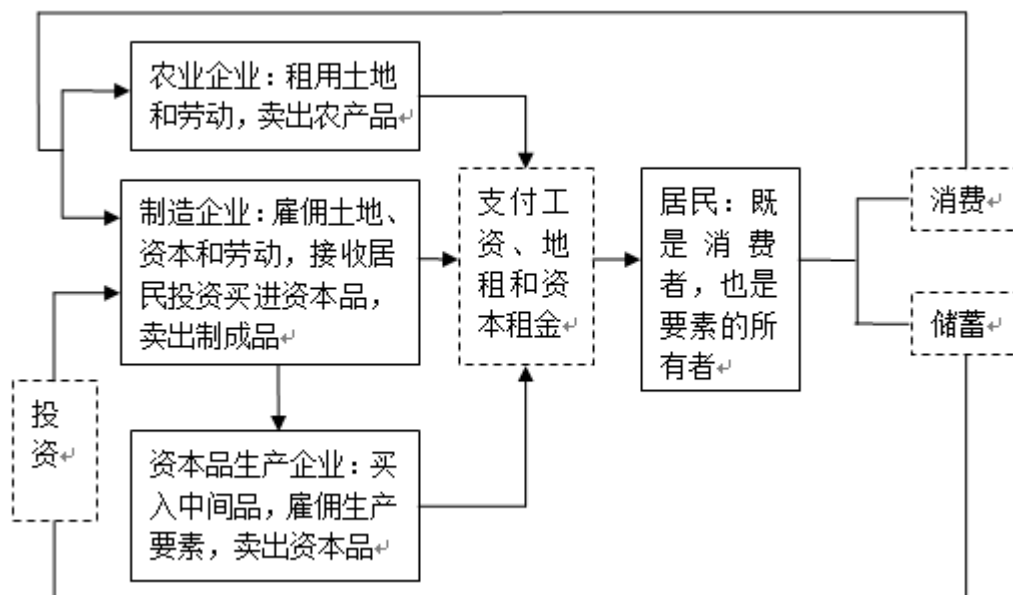 农业企业：租用土地
和劳动，卖出农产品↵
制造企业：雇佣土地、
资本和劳动，接收居
民投资买进资本品，
卖出制成品↵
资本品生产企业：买
入中间品，雇佣生产
要素，卖出资本品↵
投
资↵
支付工
资、地
租和资
本租金↵
居民：既
是消费
者，也是
要素的所
有者↵
消费↵
储蓄↵